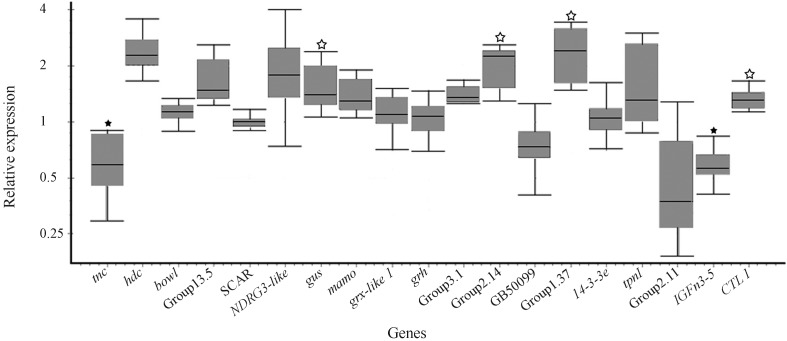 Relative expression
4
2
1
0.5
0.25
tnc
hdc
bowl
Group13.5
SCAR
NDRG3-like
gus
mamo
grx-like 1
grh
Group3.1
Group2.14
GB50099
Group1.37
14-3-3e
tpnl
Group2.11
IGFn3-5
CTL1
Genes